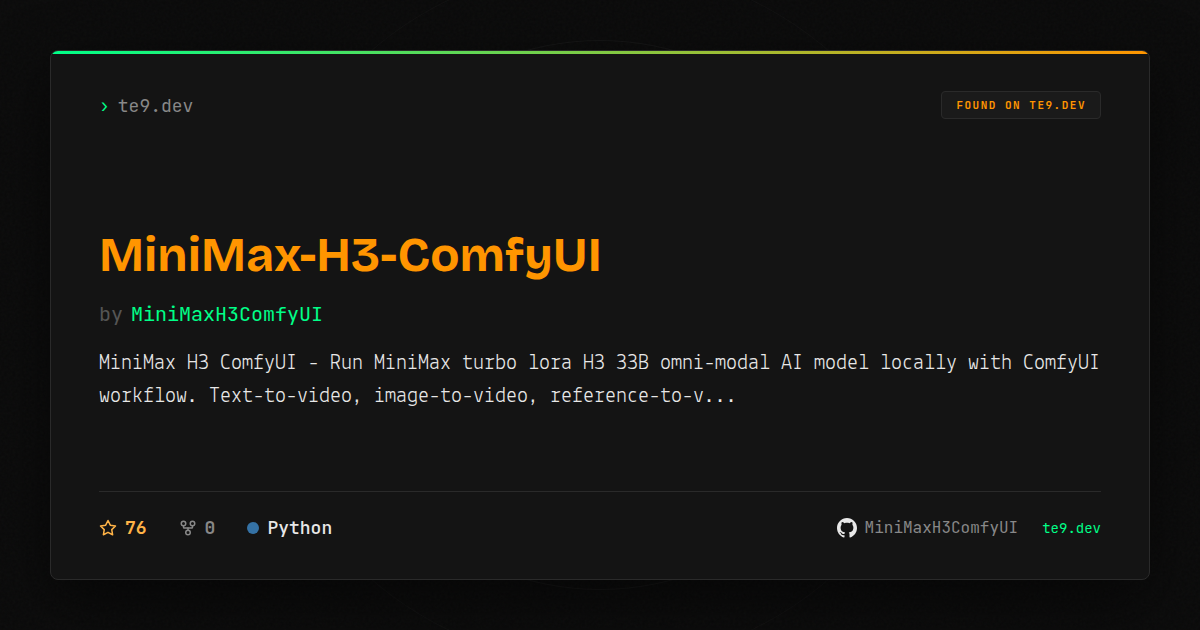 › te9.dev
FOUND ON TE9.DEV
MiniMax-H3-ComfyUI
by MiniMaxH3ComfyUI
MiniMax H3 ComfyUI - Run MiniMax turbo lora H3 33B omni-modal AI model locally with ComfyUI
workflow. Text-to-video, image-to-video, reference-to-v...
76 0 Python
MiniMaxH3ComfyUI te9.dev